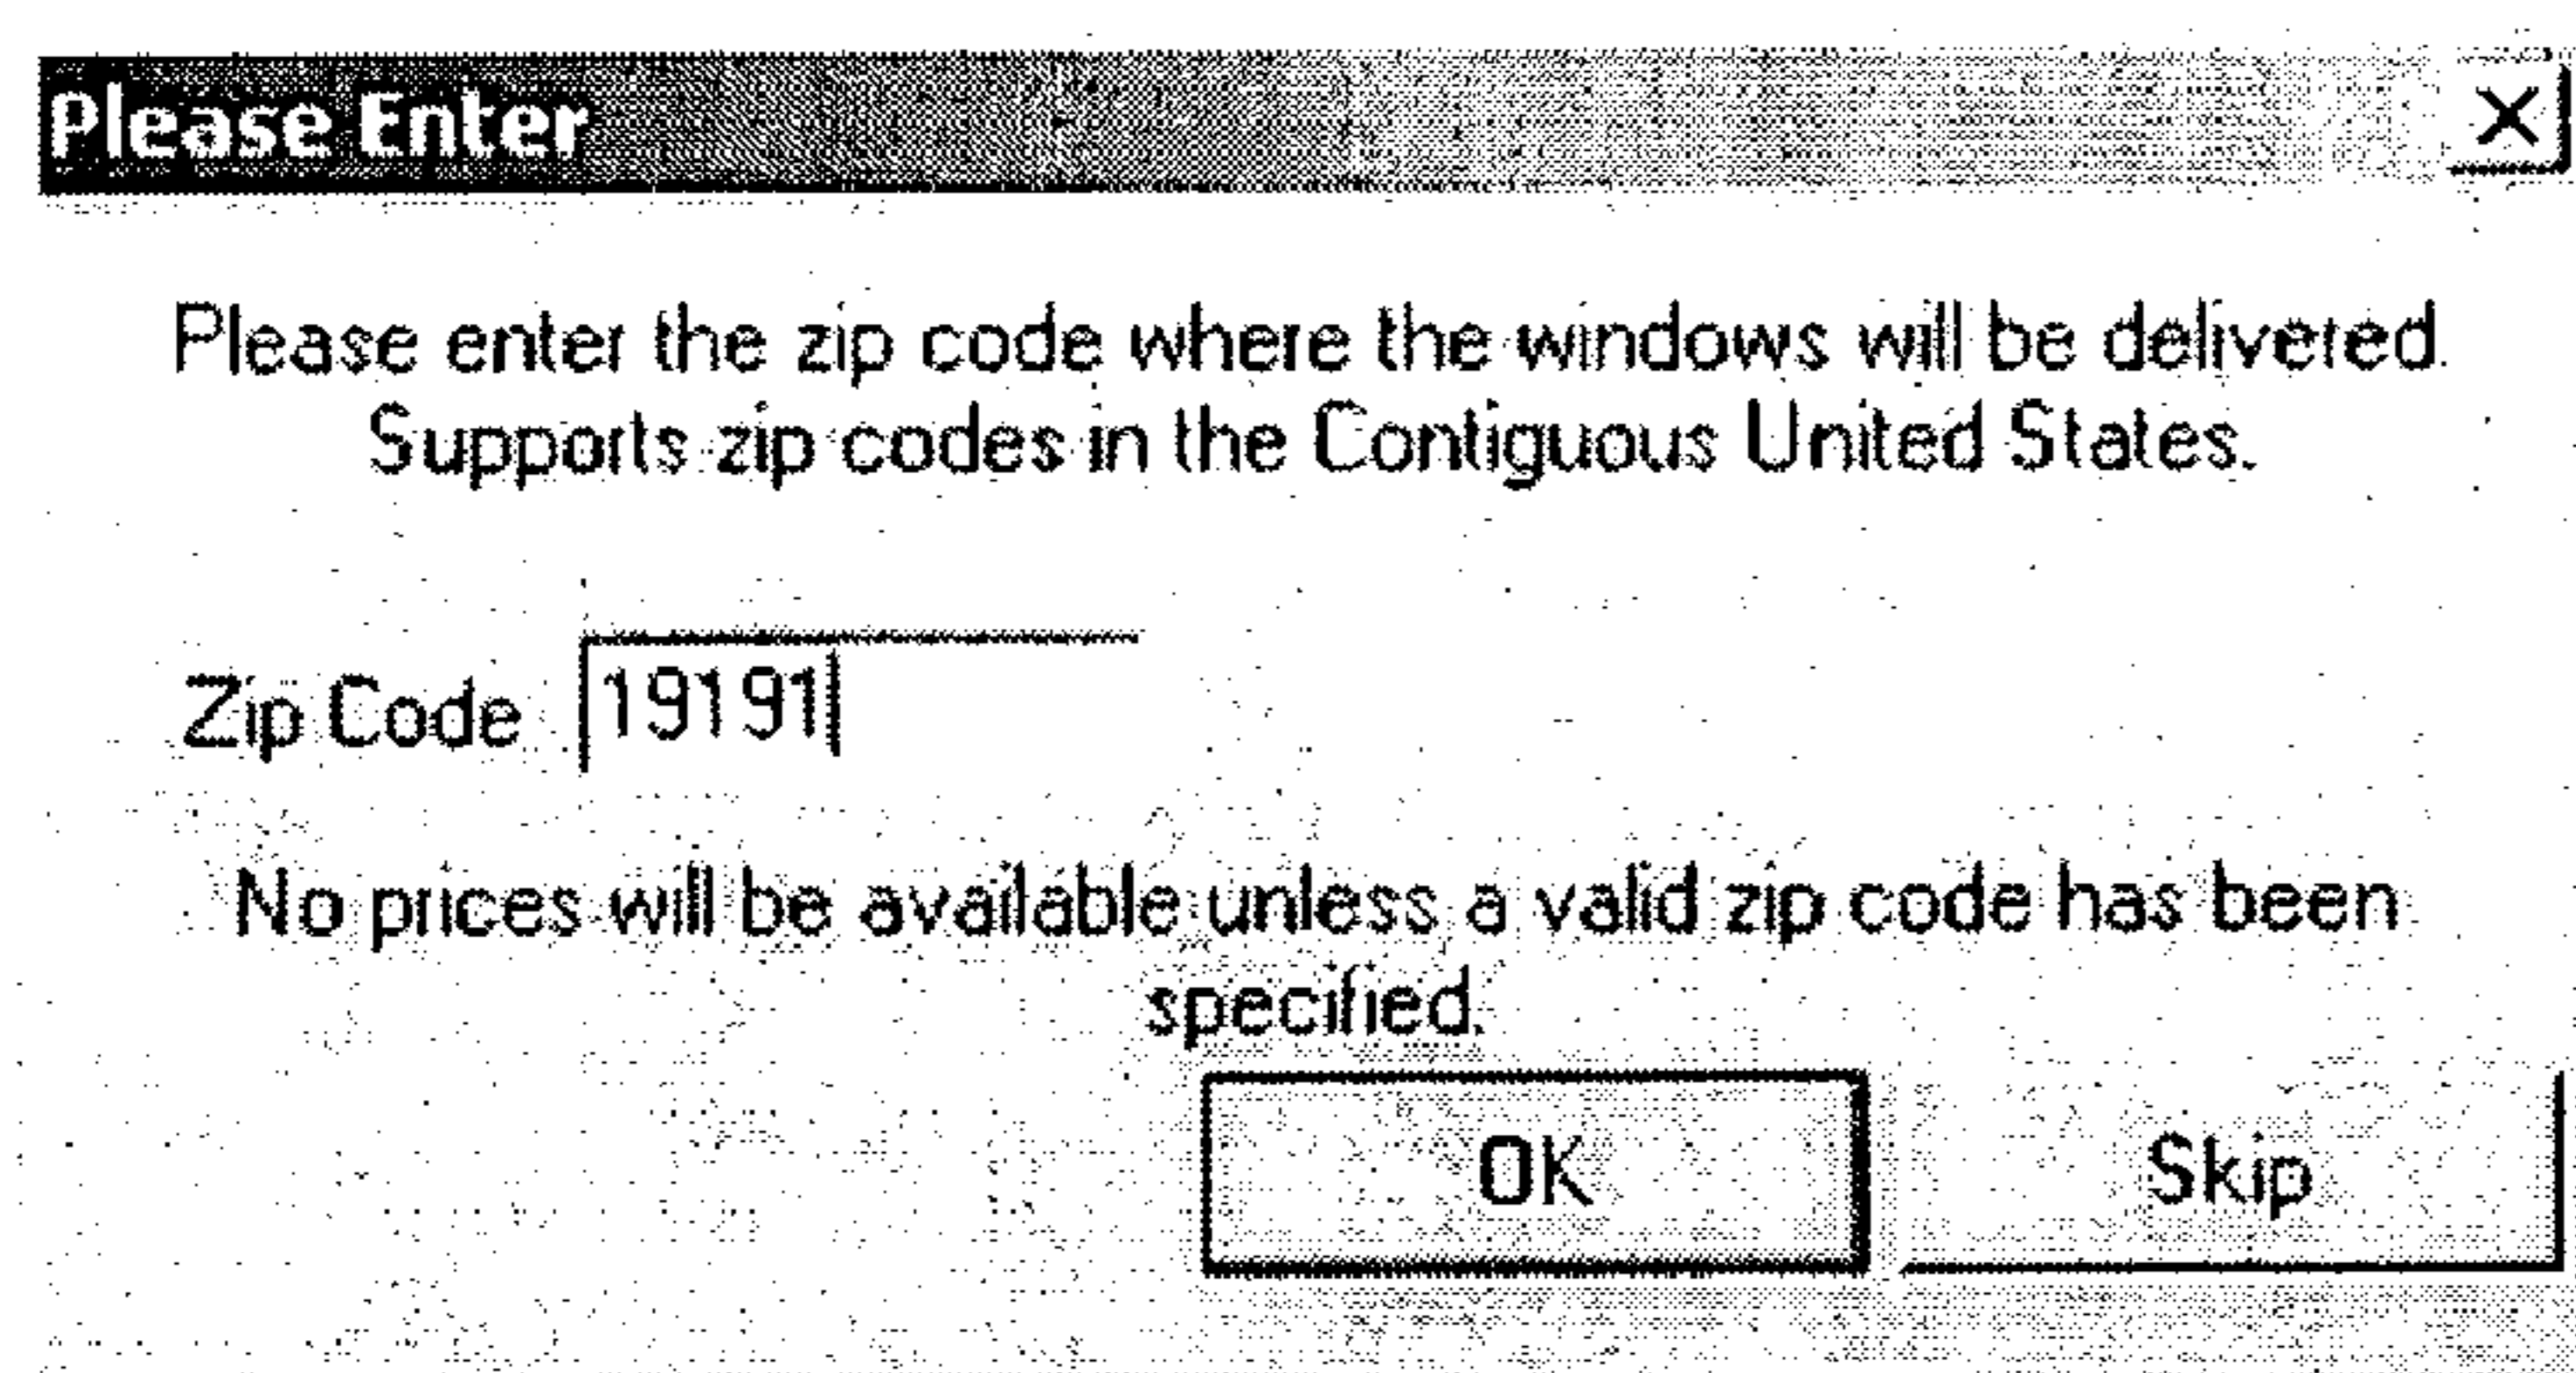 Please Enter
Please enter the zip code where the windows will be delivered.
Supports zip codes in the Contiguous United States.
Zip Code 19191
No prices will be available unless a valid zip code has been
specified.
OK Skip